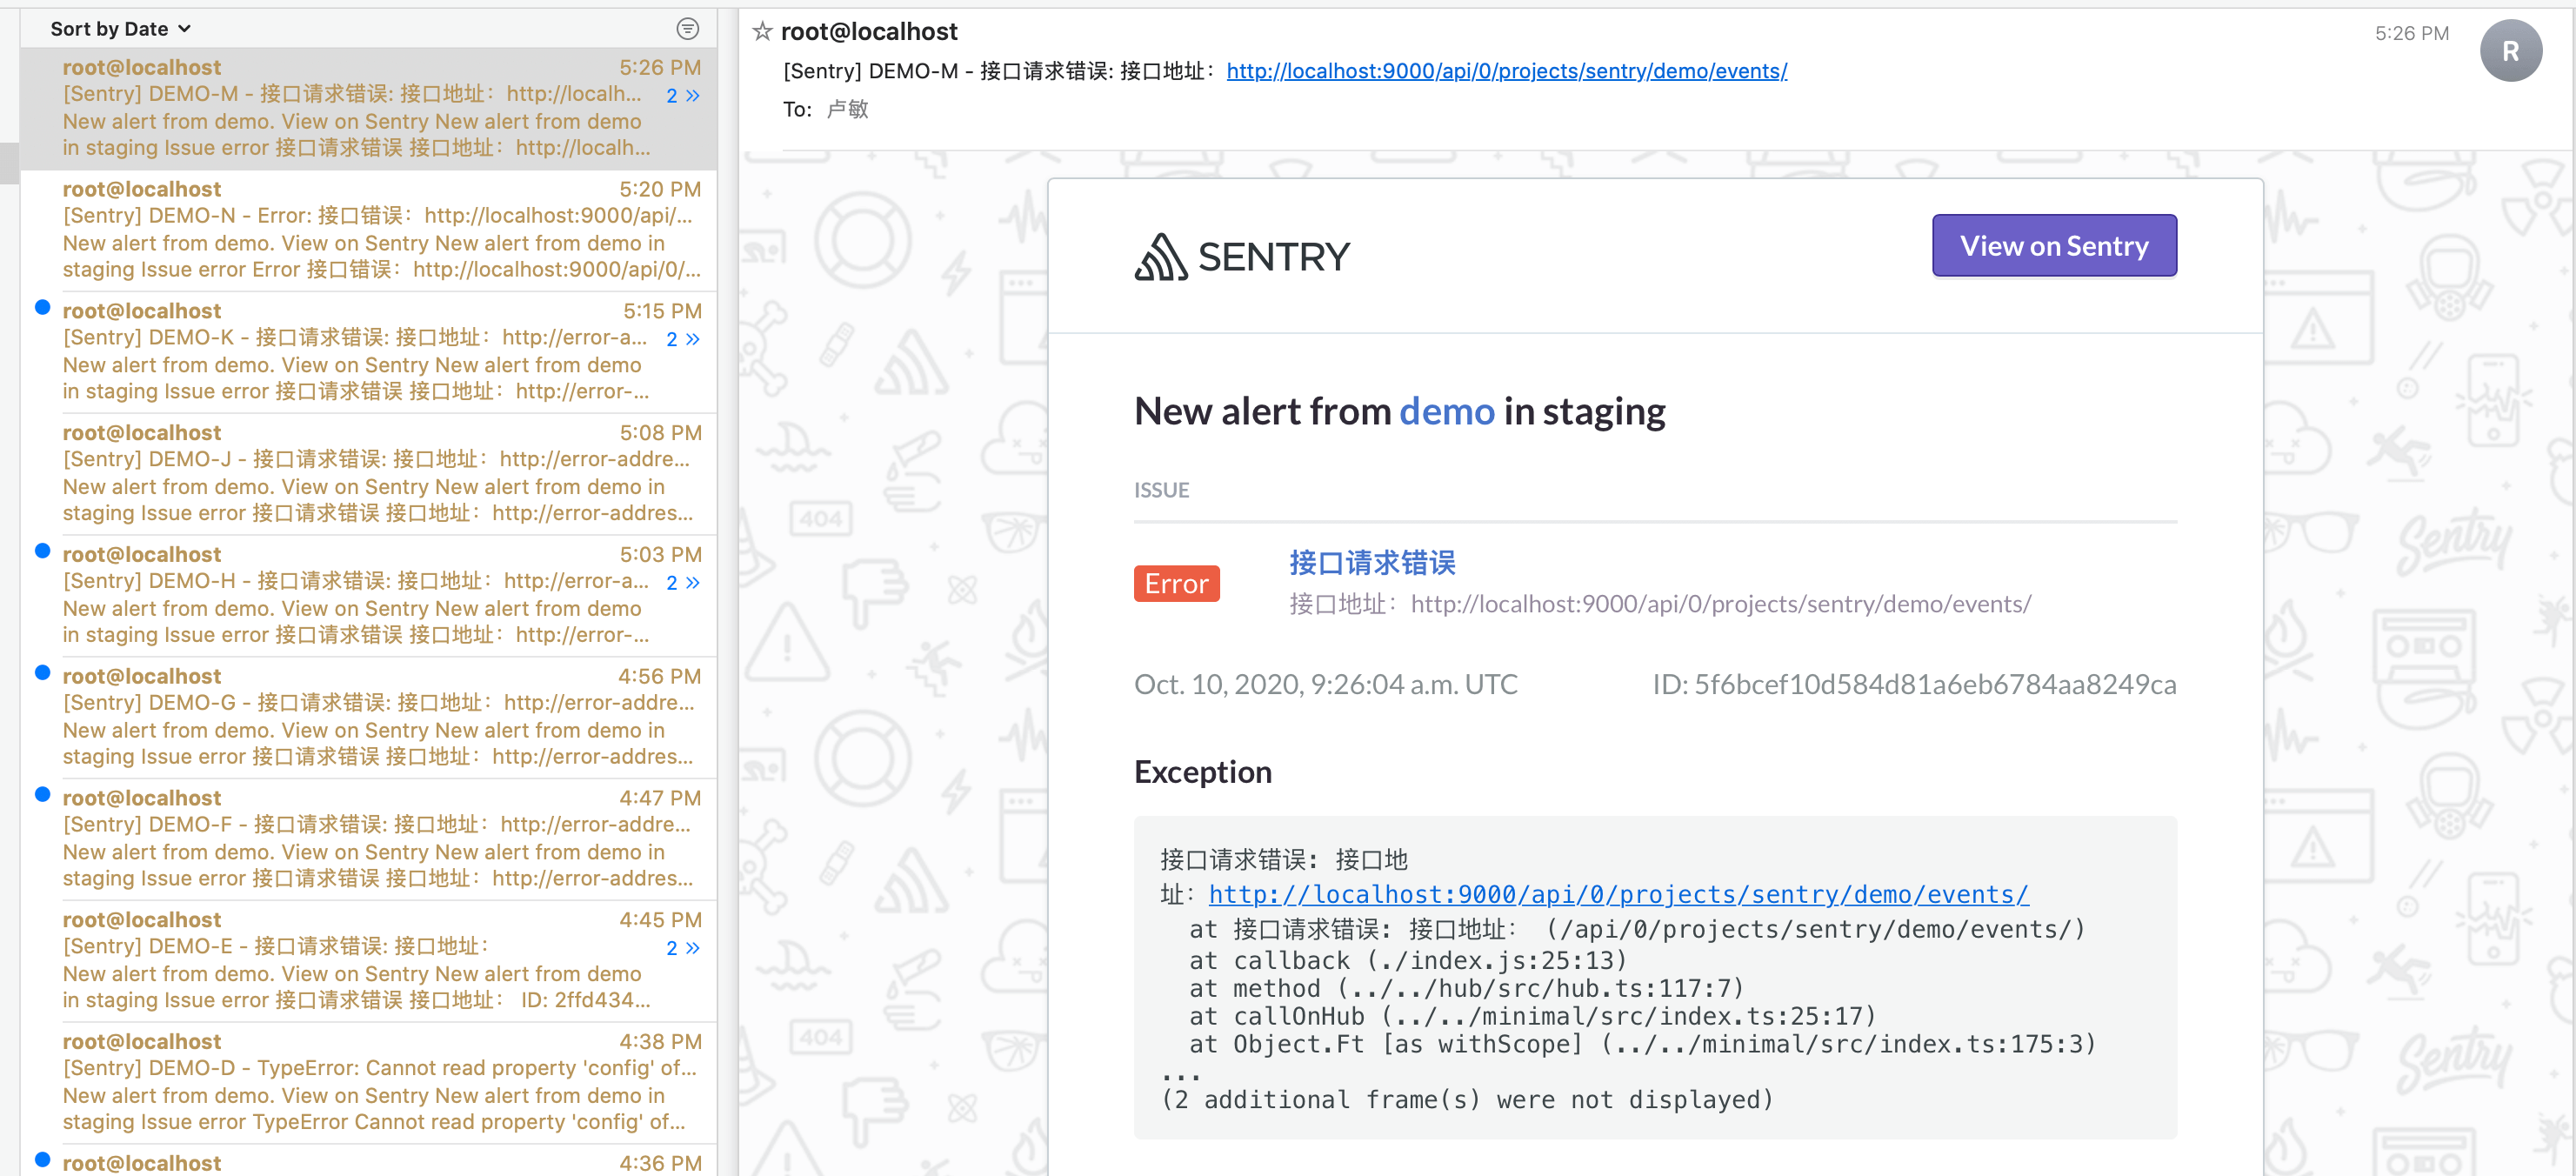 Sort by Date
root@localhost 5:26 PM
[Sentry] DEMO-M - 接口请求错误: 接口地址：http://localh... 2
New alert from demo. View on Sentry New alert from demo
in staging Issue error 接口请求错误 接口地址：http://localh...
root@localhost 5:20 PM
[Sentry] DEMO-N - Error: 接口错误：http://localhost:9000/api/...
New alert from demo. View on Sentry New alert from demo in
staging Issue error Error 接口错误：http://localhost:9000/api/0/...
root@localhost 5:15 PM
[Sentry] DEMO-K - 接口请求错误: 接口地址：http://error-a... 2
New alert from demo. View on Sentry New alert from demo
in staging Issue error 接口请求错误 接口地址：http://error-...
root@localhost 5:08 PM
[Sentry] DEMO-J - 接口请求错误: 接口地址：http://error-addre...
New alert from demo. View on Sentry New alert from demo in
staging Issue error 接口请求错误 接口地址：http://error-addres...
root@localhost 5:03 PM
[Sentry] DEMO-H - 接口请求错误: 接口地址：http://error-a... 2
New alert from demo. View on Sentry New alert from demo
in staging Issue error 接口请求错误 接口地址：http://error-...
root@localhost 4:56 PM
[Sentry] DEMO-G - 接口请求错误: 接口地址：http://error-addre...
New alert from demo. View on Sentry New alert from demo in
staging Issue error 接口请求错误 接口地址：http://error-addres...
root@localhost 4:47 PM
[Sentry] DEMO-F - 接口请求错误: 接口地址：http://error-addre...
New alert from demo. View on Sentry New alert from demo in
staging Issue error 接口请求错误 接口地址：http://error-addres...
root@localhost 4:45 PM
[Sentry] DEMO-E - 接口请求错误: 接口地址： 2
New alert from demo. View on Sentry New alert from demo
in staging Issue error 接口请求错误 接口地址： ID: 2ffd434...
root@localhost 4:38 PM
[Sentry] DEMO-D - TypeError: Cannot read property 'config' of...
New alert from demo. View on Sentry New alert from demo in
staging Issue error TypeError Cannot read property 'config' of...
root@localhost 4:36 PM
root@localhost 5:26 PM R
[Sentry] DEMO-M - 接口请求错误: 接口地址：http://localhost:9000/api/0/projects/sentry/demo/events/
To: 卢敏
SENTRY
View on Sentry
New alert from demo in staging
ISSUE
Error
接口请求错误
接口地址：http://localhost:9000/api/0/projects/sentry/demo/events/
Oct. 10, 2020, 9:26:04 a.m. UTC ID: 5f6bcef10d584d81a6eb6784aa8249ca
Exception
接口请求错误: 接口地
址：http://localhost:9000/api/0/projects/sentry/demo/events/
at 接口请求错误: 接口地址： (/api/0/projects/sentry/demo/events/)
at callback (./index.js:25:13)
at method (../../hub/src/hub.ts:117:7)
at callOnHub (../../minimal/src/index.ts:25:17)
at Object.Ft [as withScope] (../../minimal/src/index.ts:175:3)
...
(2 additional frame(s) were not displayed)
404
404
Sentry
Sentry